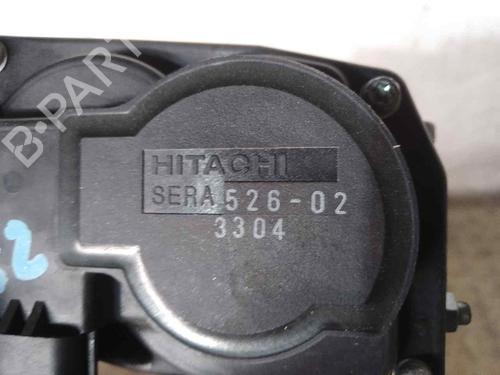 B-PART
HITACHI
SERA526-02
3304